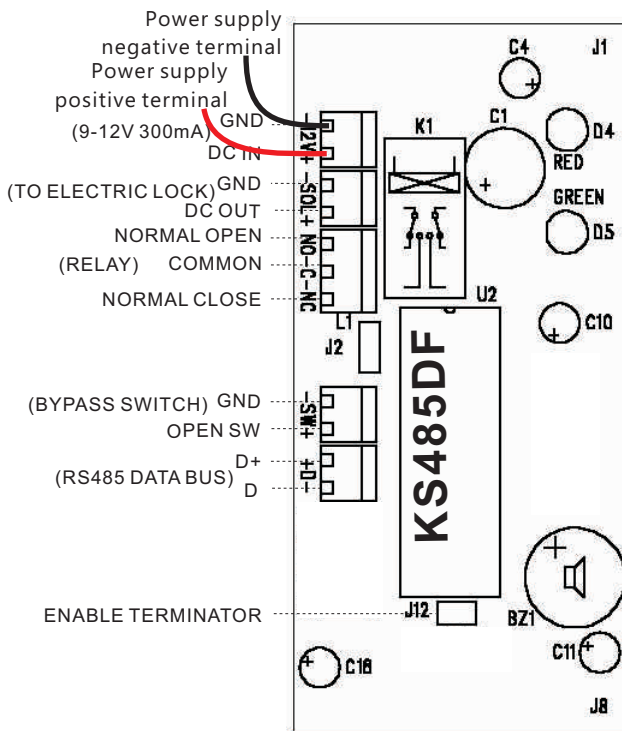 Power supply
negative terminal
Power supply
positive terminal
(9-12V 300mA) GND
DC IN
-12V+
(TO ELECTRIC LOCK) GND
DC OUT
-SOL+
NORMAL OPEN
(RELAY) COMMON
NORMAL CLOSE
NO-C-NC
L1
J2
(BYPASS SWITCH) GND
OPEN SW
-SW+
(RS485 DATA BUS) D+
D
+D-
ENABLE TERMINATOR
J12
C4
J1
K1
C1
D4
RED
GREEN
D5
U2
C10
KS485DF
BZ1
C11
C16
J8